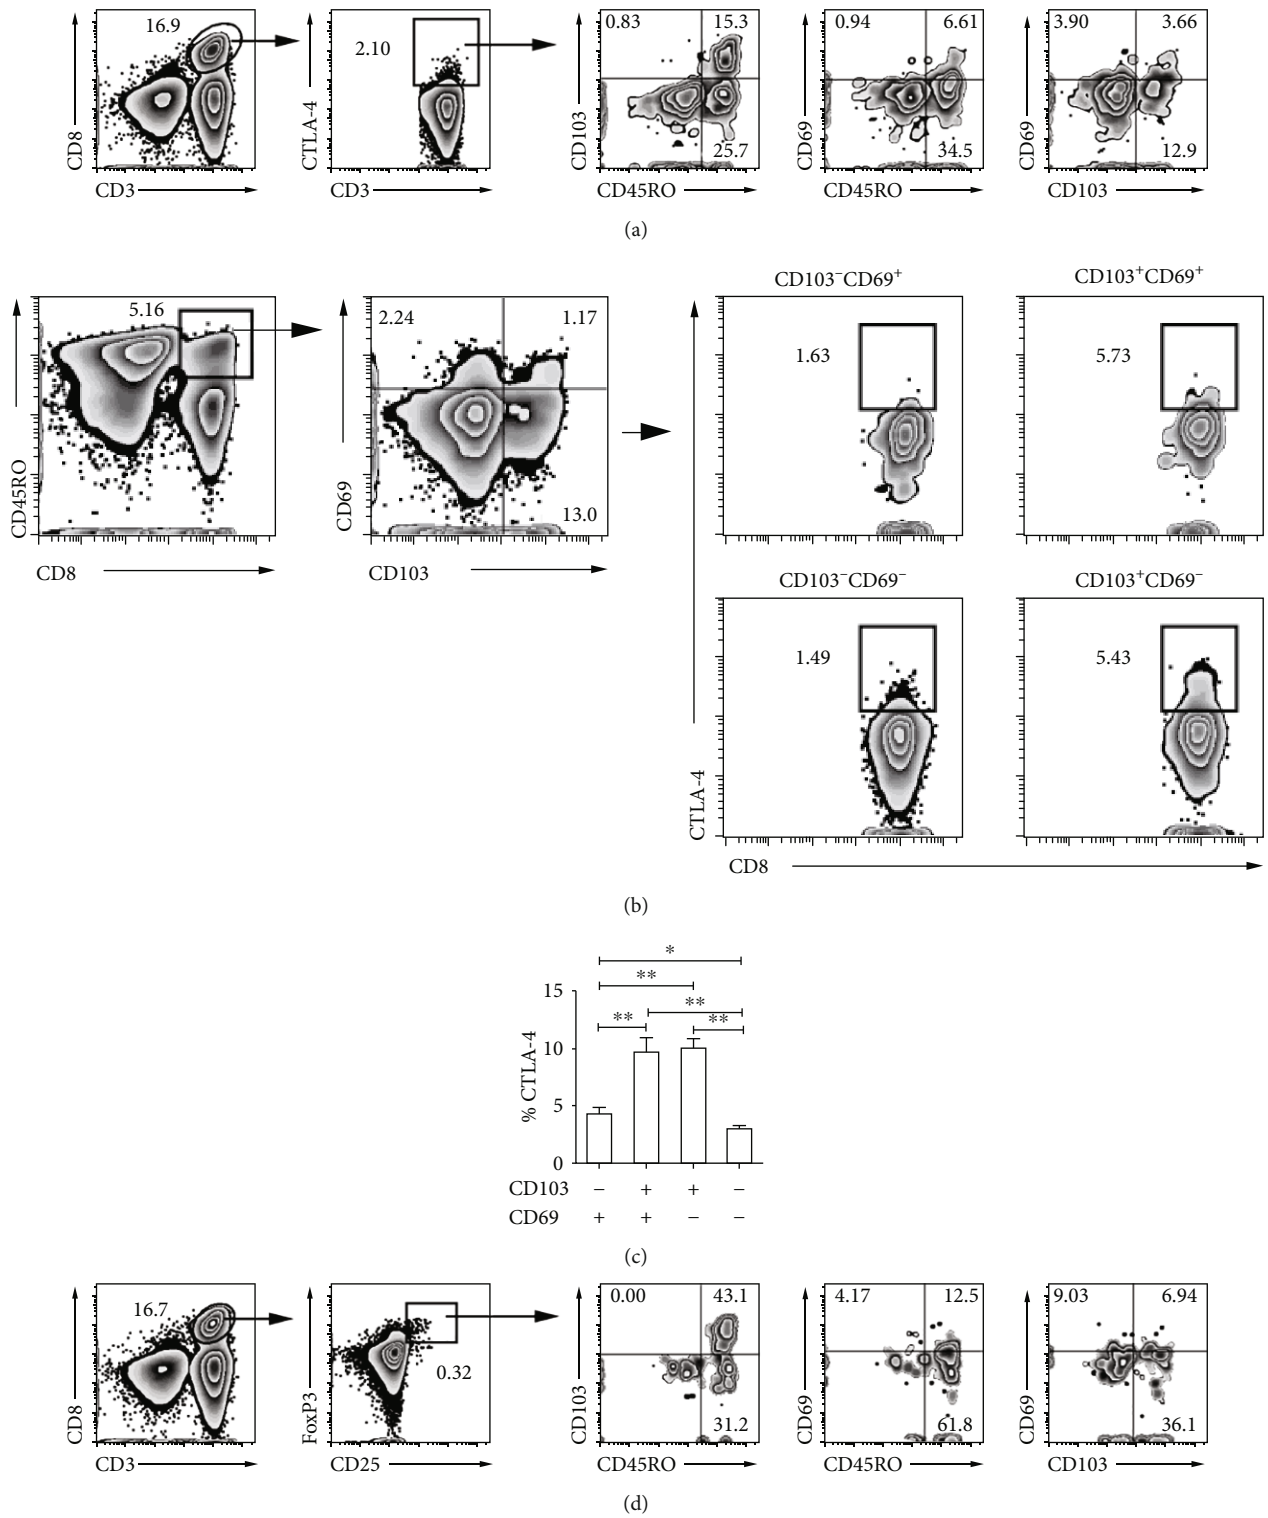 16.9
CD8
CD3
2.10
CTLA-4
CD3
0.83 15.3
25.7
CD103
CD45RO
0.94 6.61
34.5
CD69
CD45RO
3.90 3.66
12.9
CD69
CD103
(a)
5.16
CD45RO
CD8
2.24 1.17
13.0
CD69
CD103
CD103⁻CD69⁺
1.63
CD103⁺CD69⁺
5.73
CD103⁻CD69⁻
1.49
CD103⁺CD69⁻
5.43
CTLA-4
CD8
(b)
*
**
**
** **
15
10
5
0
% CTLA-4
CD103 − + + −
CD69 + + − −
(c)
16.7
CD8
CD3
0.32
FoxP3
CD25
0.00 43.1
31.2
CD103
CD45RO
4.17 12.5
61.8
CD69
CD45RO
9.03 6.94
36.1
CD69
CD103
(d)